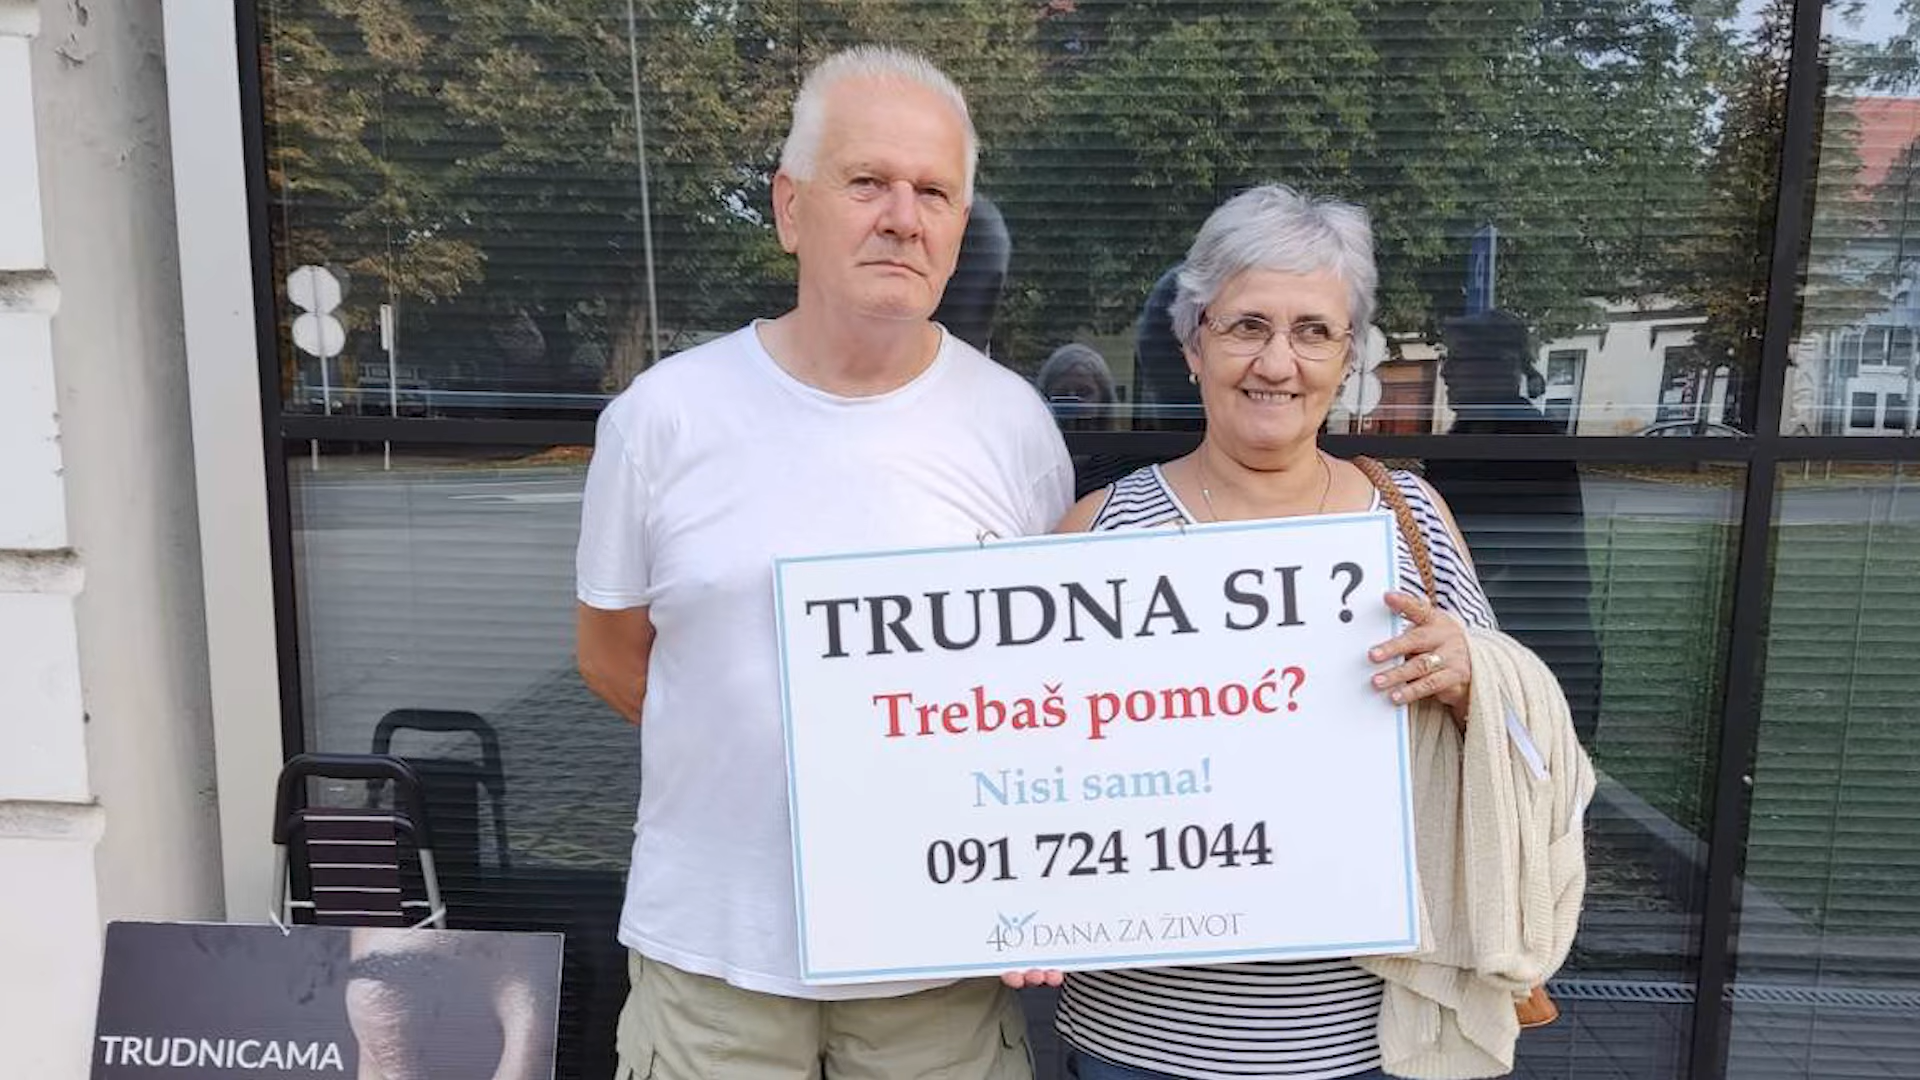 TRUDNA SI ?
Trebaš pomoć?
Nisi sama!
091 724 1044
40 DANA ZA ŽIVOT
TRUDNICAMA